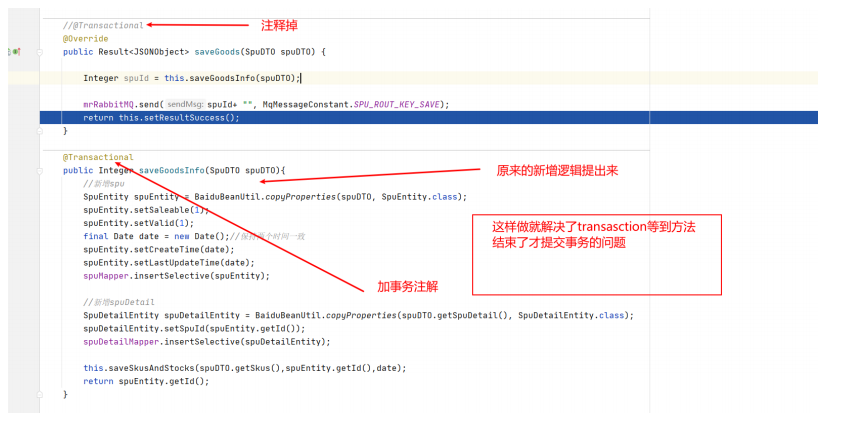 //@Transactional
注释掉
@Override
public Result<JSONObject> saveGoods(SpuDTO spuDTO) {
Integer spuId = this.saveGoodsInfo(spuDTO);
mrRabbitMQ.send( sendMsg: spuId+ "", MqMessageConstant.SPU_ROUT_KEY_SAVE);
return this.setResultSuccess();
}
@Transactional
public Integer saveGoodsInfo(SpuDTO spuDTO){
原来的新增逻辑提出来
//新增spu
SpuEntity spuEntity = BaiduBeanUtil.copyProperties(spuDTO, SpuEntity.class);
spuEntity.setSaleable(1);
spuEntity.setValid(1);
final Date date = new Date();//保持两个时间一致
spuEntity.setCreateTime(date);
spuEntity.setLastUpdateTime(date);
spuMapper.insertSelective(spuEntity);
这样做就解决了transasction等到方法
结束了才提交事务的问题
加事务注解
//新增spuDetail
SpuDetailEntity spuDetailEntity = BaiduBeanUtil.copyProperties(spuDTO.getSpuDetail(), SpuDetailEntity.class);
spuDetailEntity.setSpuId(spuEntity.getId());
spuDetailMapper.insertSelective(spuDetailEntity);
this.saveSkusAndStocks(spuDTO.getSkus(),spuEntity.getId(),date);
return spuEntity.getId();
}